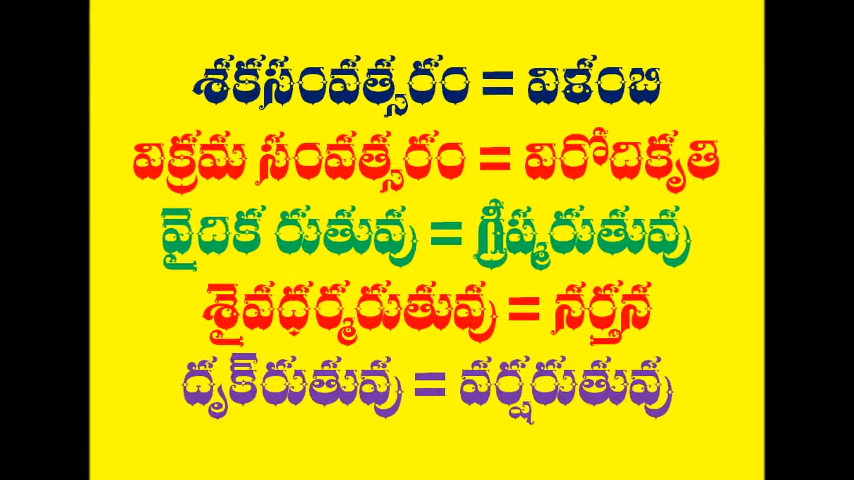 శకసంవత్సరం = విళంబి
విక్రమ సంవత్సరం = విరోదికృతి
వైదిక రుతువు = గ్రీష్మరుతువు
శైవధర్మరుతువు = నర్తన
దృక్‌రుతువు = వర్షరుతువు